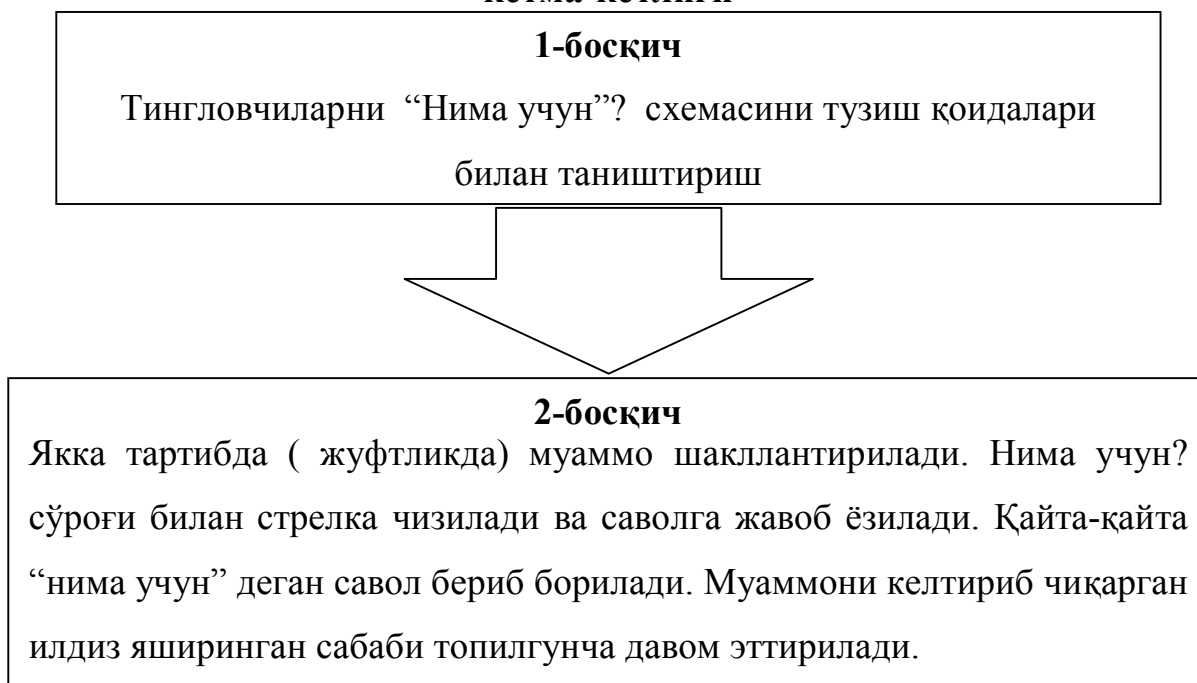 1-босқич
Тингловчиларни “Нима учун”? схемасини тузиш қоидалари
билан таништириш
2-босқич
Якка тартибда ( жуфтликда) муаммо шакллантирилади. Нима учун?
сўроғи билан стрелка чизилади ва саволга жавоб ёзилади. Қайта-қайта
“нима учун” деган савол бериб борилади. Муаммони келтириб чиқарган
илдиз яширинган сабаби топилгунча давом эттирилади.